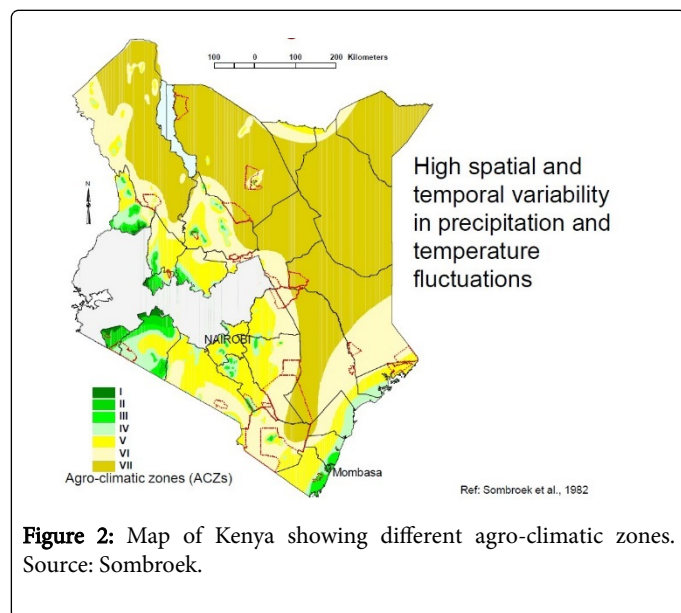 100 0 100 200 Kilometers
High spatial and
temporal variability
in precipitation and
temperature
fluctuations
N
NAIROBI
I
II
III
IV
V
VI
VII
Agro-climatic zones (ACZs)
Mombasa
Ref: Sombroek et al., 1982
Figure 2: Map of Kenya showing different agro-climatic zones.
Source: Sombroek.